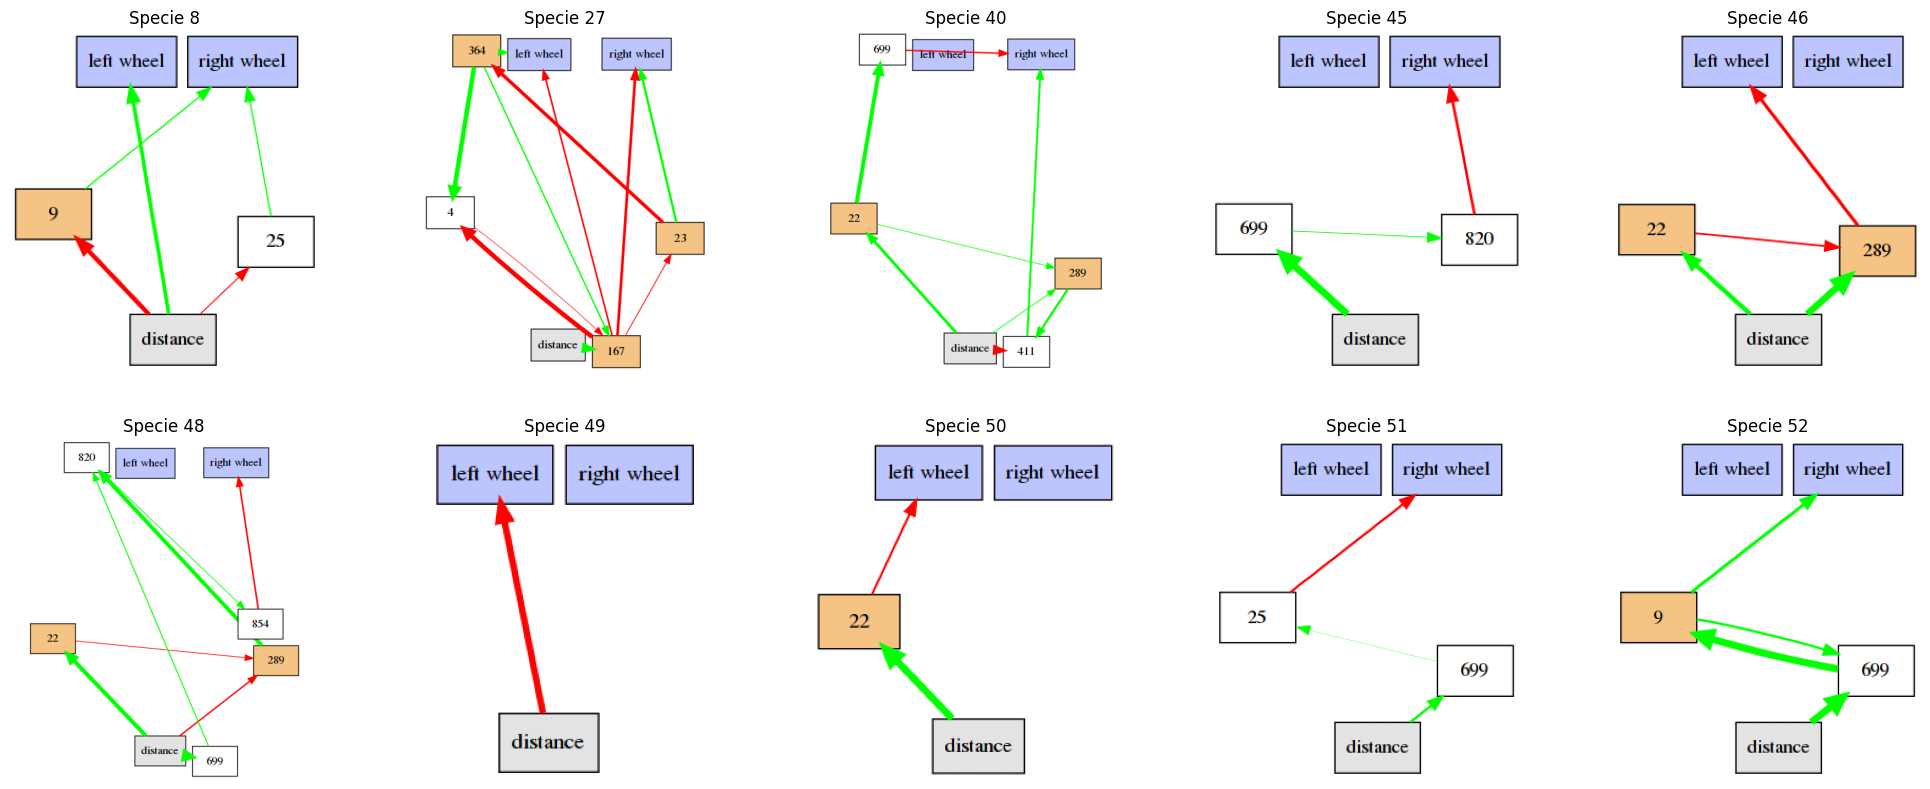 Specie 8
left wheel
right wheel
9
25
distance
Specie 27
364
left wheel
right wheel
4
23
distance
167
Specie 40
699
left wheel
right wheel
22
289
distance
411
Specie 45
left wheel
right wheel
699
820
distance
Specie 46
left wheel
right wheel
22
289
distance
Specie 48
820
left wheel
right wheel
854
22
289
distance
699
Specie 49
left wheel
right wheel
distance
Specie 50
left wheel
right wheel
22
distance
Specie 51
left wheel
right wheel
25
699
distance
Specie 52
left wheel
right wheel
9
699
distance